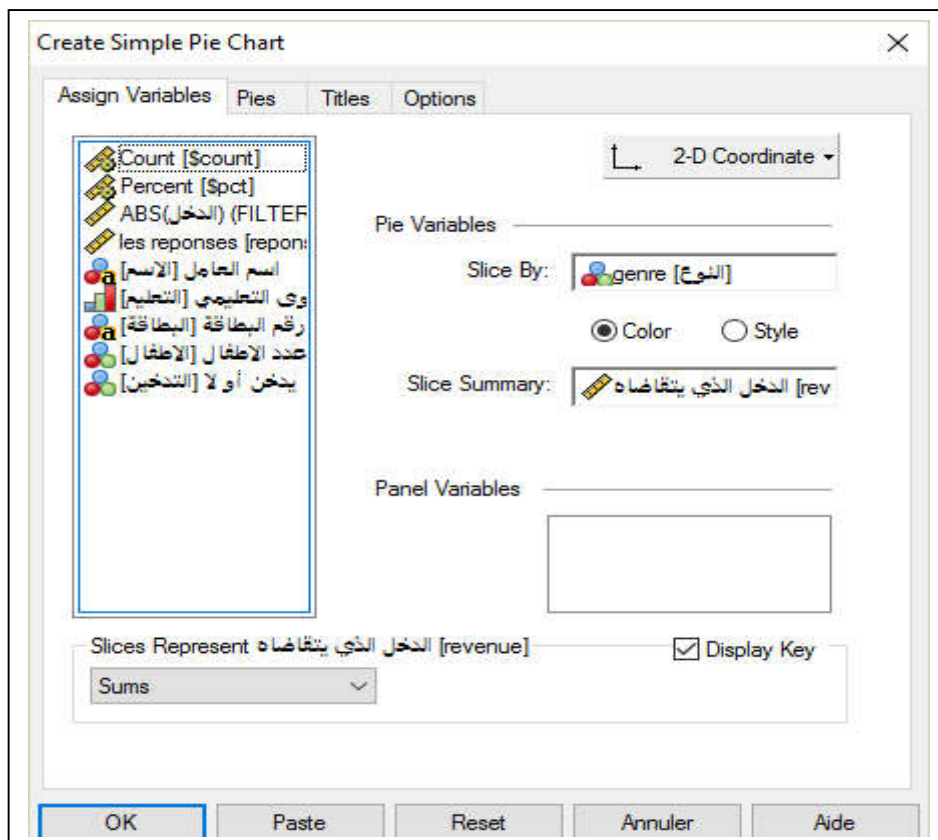 Create Simple Pie Chart
Assign Variables
Pies
Titles
Options
Count [$count]
Percent [$pct]
ABS(الدخل) (FILTER
les reponses [repon
اسم العامل [الاسم]
وى التعليمي [التعليم]
رقم البطاقة [البطاقة]
عدد الاطفال [الاطفال]
يدخن أو لا [التدخين]
2-D Coordinate
Pie Variables
Slice By:
genre [النوع]
Color
Style
Slice Summary:
الدخل الذي يتقاضاه [rev
Panel Variables
Slices Represent الدخل الذي يتقاضاه [revenue]
Display Key
Sums
OK
Paste
Reset
Annuler
Aide